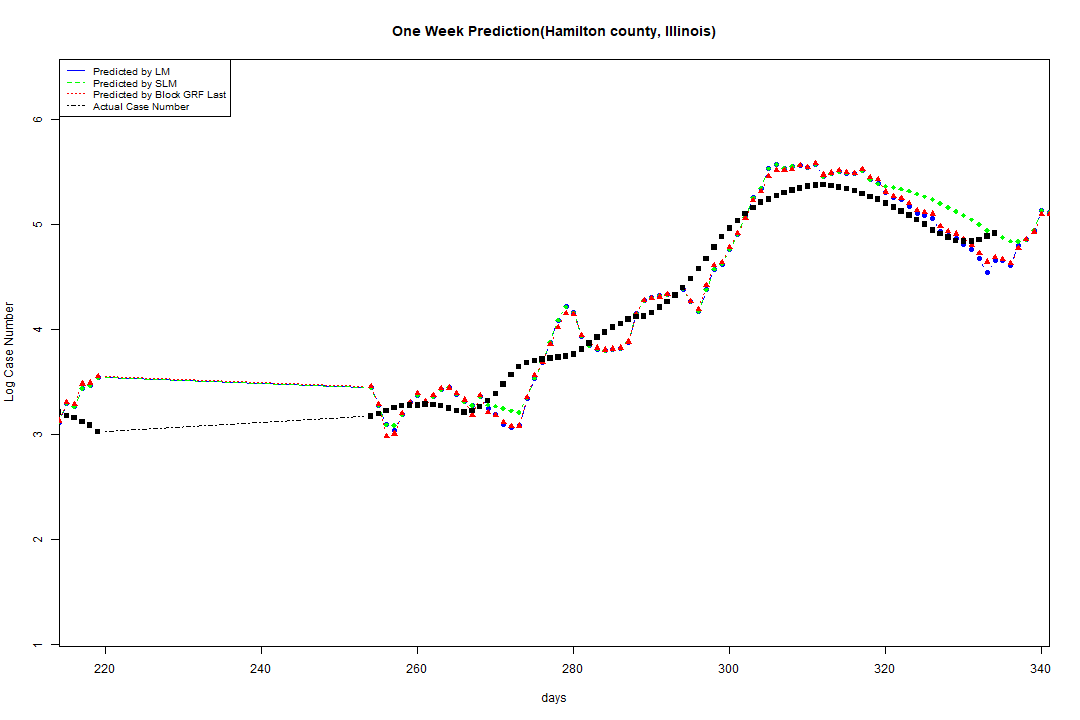 One Week Prediction(Hamilton county, Illinois)
Predicted by LM
Predicted by SLM
Predicted by Block GRF Last
Actual Case Number
6
5
4
3
2
1
Log Case Number
220 240 260 280 300 320 340
days